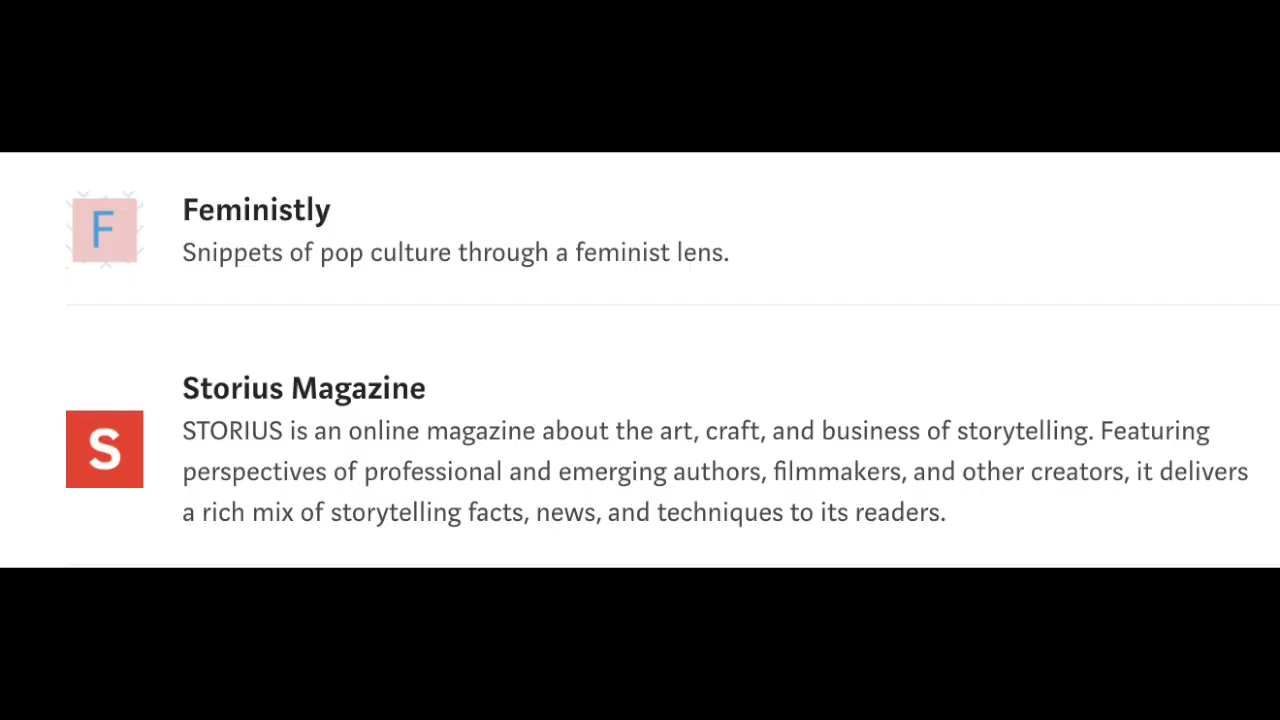 F
Feministly
Snippets of pop culture through a feminist lens.
S
Storius Magazine
STORIUS is an online magazine about the art, craft, and business of storytelling. Featuring
perspectives of professional and emerging authors, filmmakers, and other creators, it delivers
a rich mix of storytelling facts, news, and techniques to its readers.